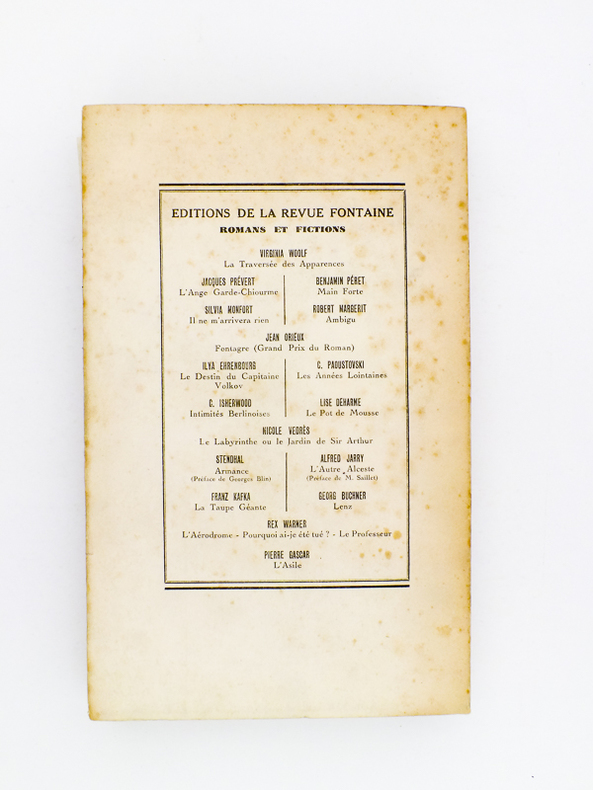 EDITIONS DE LA REVUE FONTAINE
ROMANS ET FICTIONS
VIRGINIA WOOLF
La Traversée des Apparences
JACQUES PRÉVERT
L'Ange Garde-Chiourme
BENJAMIN PÉRET
Main Forte
SILVIA MONFORT
Il ne m'arrivera rien
ROBERT MARGERIT
Ambigu
JEAN ORIEUX
Fontagre (Grand Prix du Roman)
ILYA EHRENBOURG
Le Destin du Capitaine
Volkov
C. PAOUSTOVSKI
Les Années Lointaines
C. ISHERWOOD
Intimités Berlinoises
LISE DEHARME
Le Pot de Mousse
NICOLE VEDRÈS
Le Labyrinthe ou le Jardin de Sir Arthur
STENDHAL
Armance
(Préface de Georges Blin)
ALFRED JARRY
L'Autre Alceste
(Préface de M. Saillet)
FRANZ KAFKA
La Taupe Géante
GEORG BUCHNER
Lenz
REX WARNER
L'Aérodrome - Pourquoi ai-je été tué ? - Le Professeur
PIERRE GASCAR
L'Asile